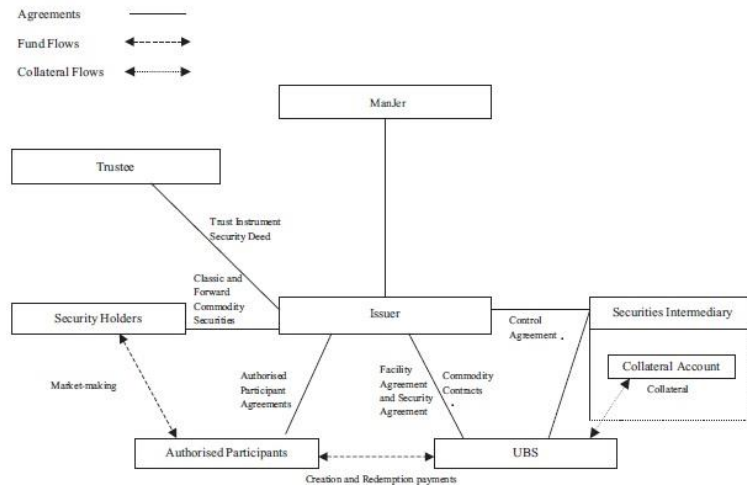 Agreements
Fund Flows
Collateral Flows
ManJer
Trustee
Trust Instrument
Security Deed
Classic and
Forward
Commodity
Securities
Security Holders
Issuer
Securities Intermediary
Control
Agreement
Collateral Account
Collateral
Market-making
Authorised
Participant
Agreements
Facility
Agreement
and Security
Agreement
Commodity
Contracts
Authorised Participants
UBS
Creation and Redemption payments